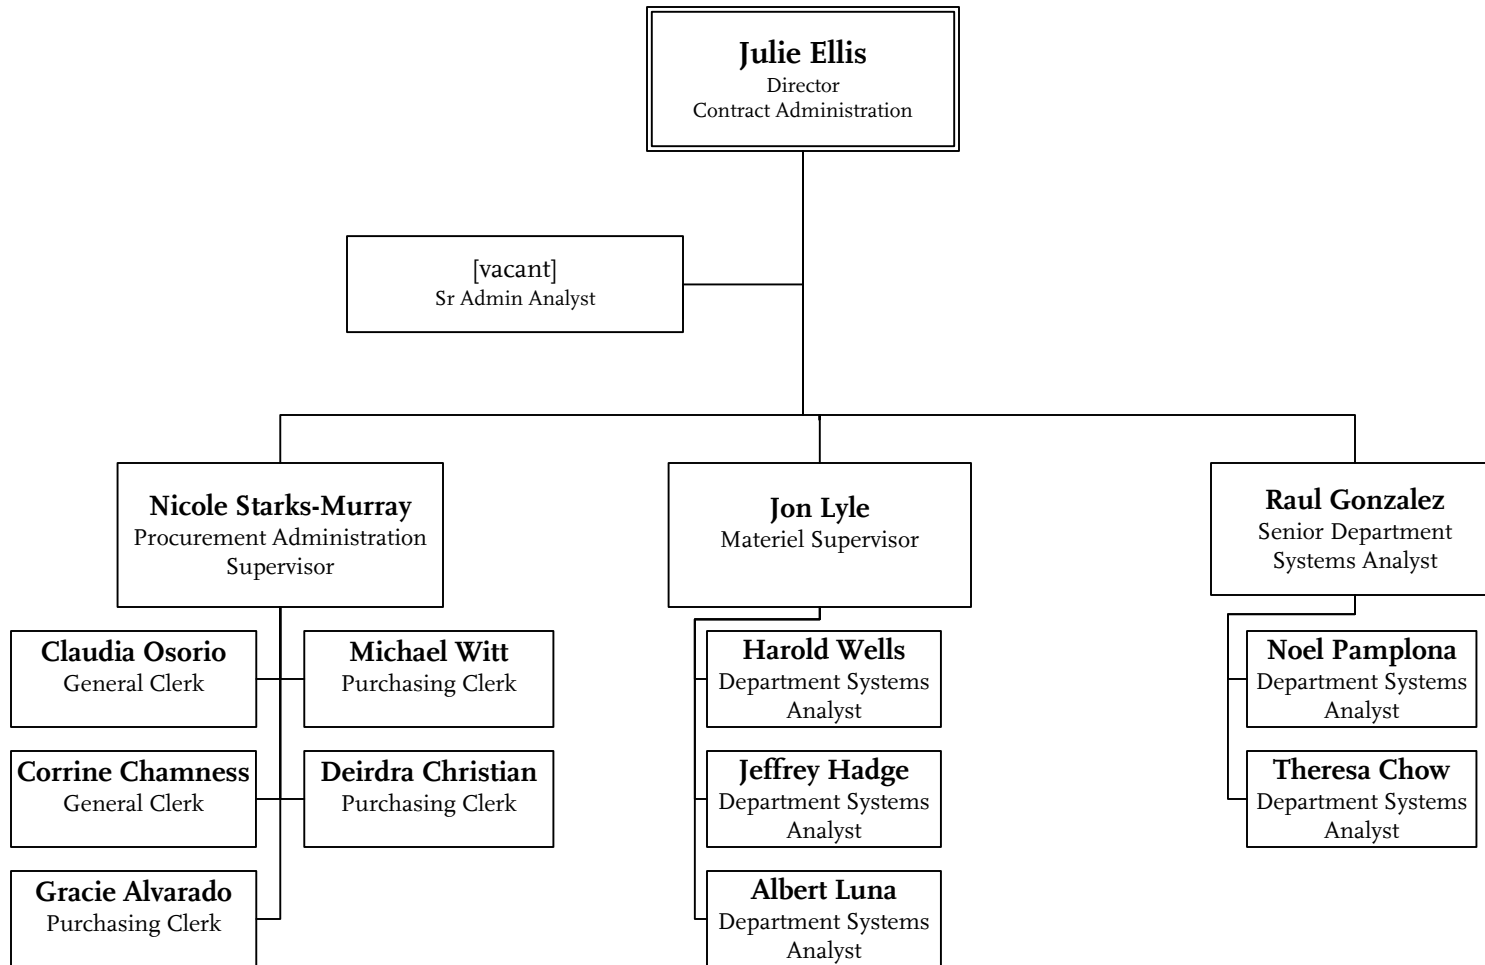 Julie Ellis
Director
Contract Administration
[vacant]
Sr Admin Analyst
Nicole Starks-Murray
Procurement Administration
Supervisor
Jon Lyle
Materiel Supervisor
Raul Gonzalez
Senior Department
Systems Analyst
Claudia Osorio
General Clerk
Michael Witt
Purchasing Clerk
Corrine Chamness
General Clerk
Deirdra Christian
Purchasing Clerk
Gracie Alvarado
Purchasing Clerk
Harold Wells
Department Systems
Analyst
Jeffrey Hadge
Department Systems
Analyst
Albert Luna
Department Systems
Analyst
Noel Pamplona
Department Systems
Analyst
Theresa Chow
Department Systems
Analyst